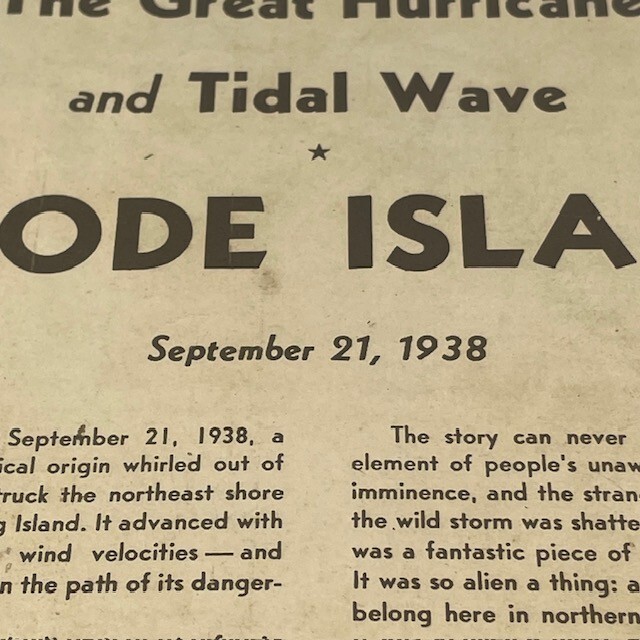 The Great Hurricane
and Tidal Wave
ODE ISLA
September 21, 1938
September 21, 1938, a
ical origin whirled out of
truck the northeast shore
g Island. It advanced with
wind velocities — and
n the path of its danger-
The story can never
element of people's unaw
imminence, and the stran
the wild storm was shatte
was a fantastic piece of
It was so alien a thing; a
belong here in northern